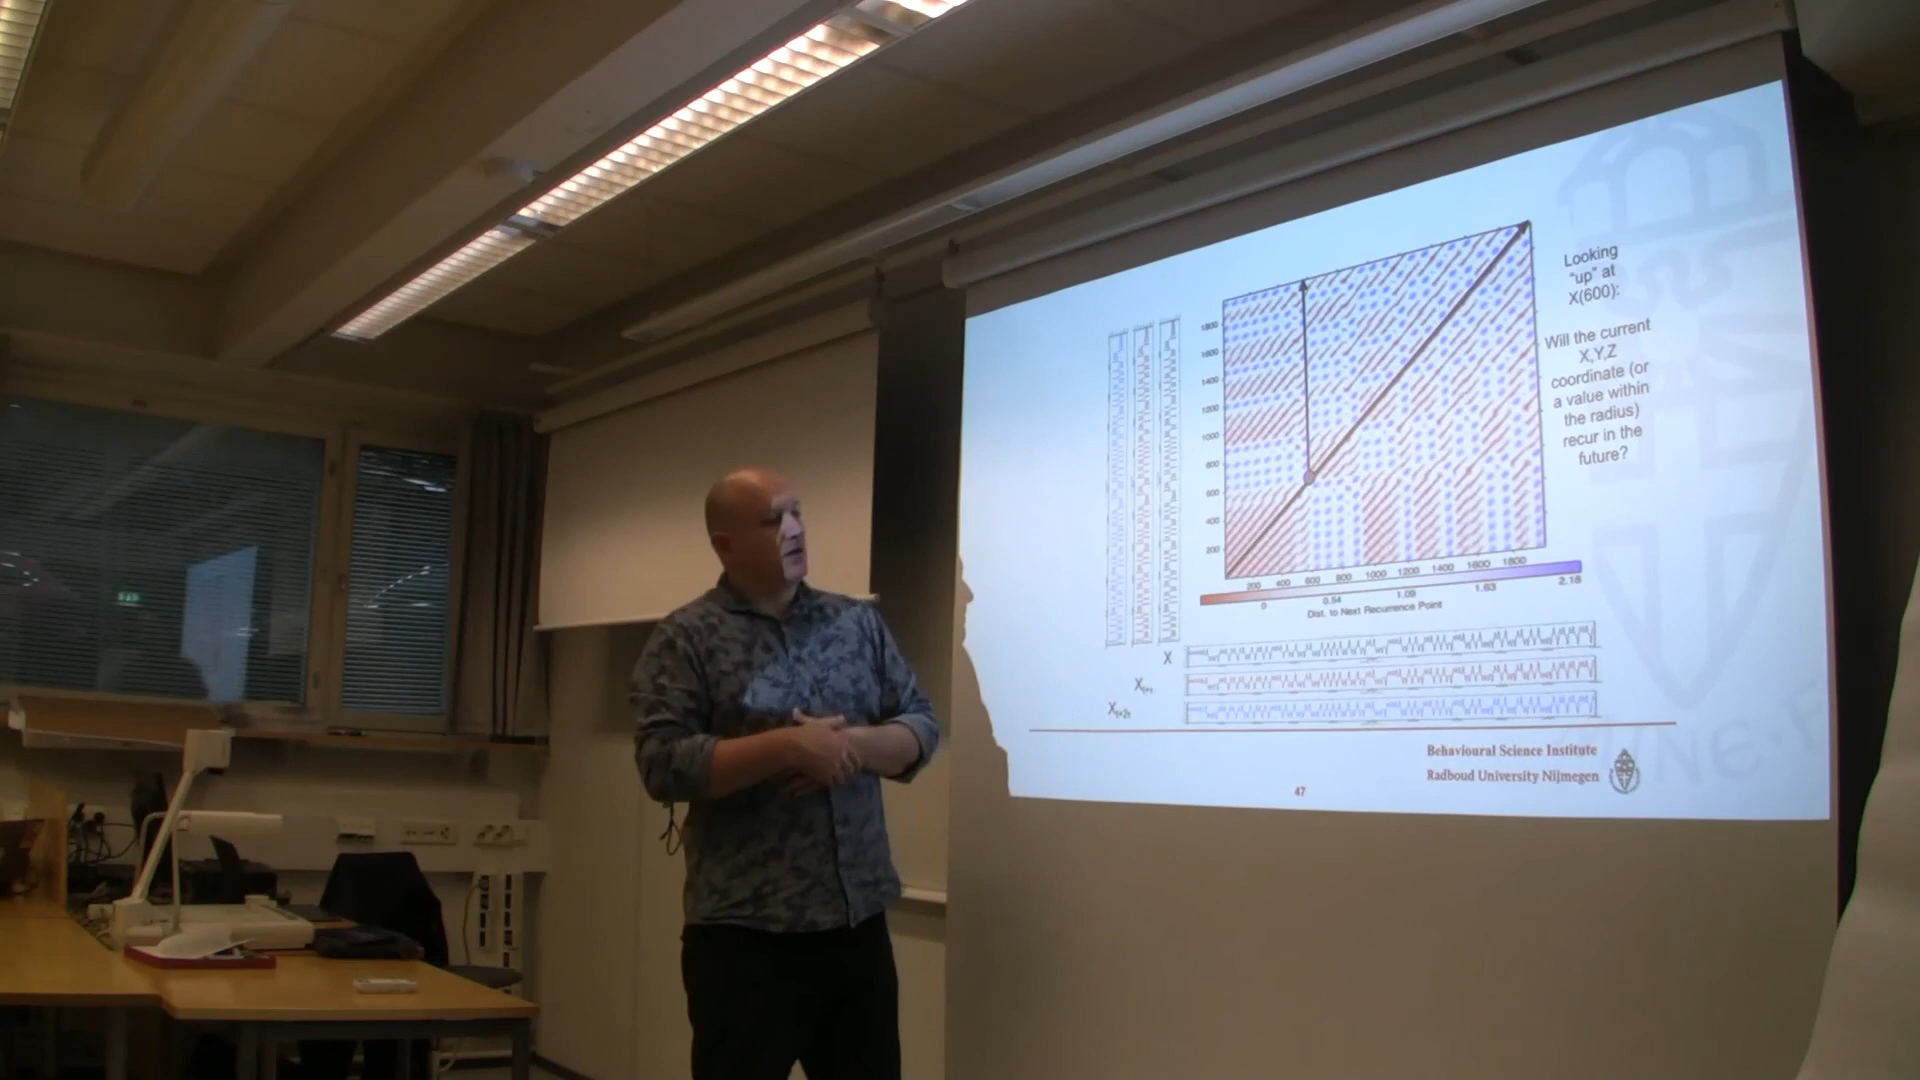 Looking
"up" at
X(600):
Will the current
X,Y,Z
coordinate (or
a value within
the radius)
recur in the
future?
1800
1600
1400
1200
1000
800
600
400
200
200 400 600 800 1000 1200 1400 1600 1800
0 0.54 1.09 1.63 2.18
Dist. to Next Recurrence Point
X
Behavioural Science Institute
Radboud University Nijmegen
47